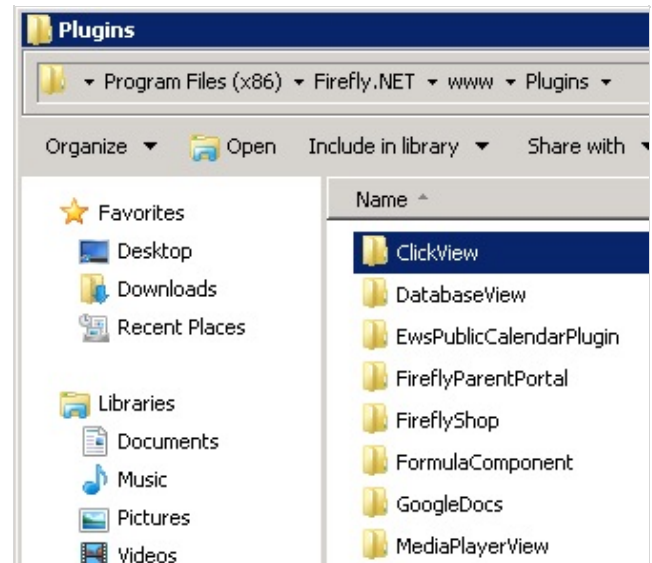 Plugins
Program Files (x86) Firefly.NET www Plugins
Organize Open Include in library Share with
Favorites
Desktop
Downloads
Recent Places
Libraries
Documents
Music
Pictures
Videos
Name
ClickView
DatabaseView
EwsPublicCalendarPlugin
FireflyParentPortal
FireflyShop
FormulaComponent
GoogleDocs
MediaPlayerView